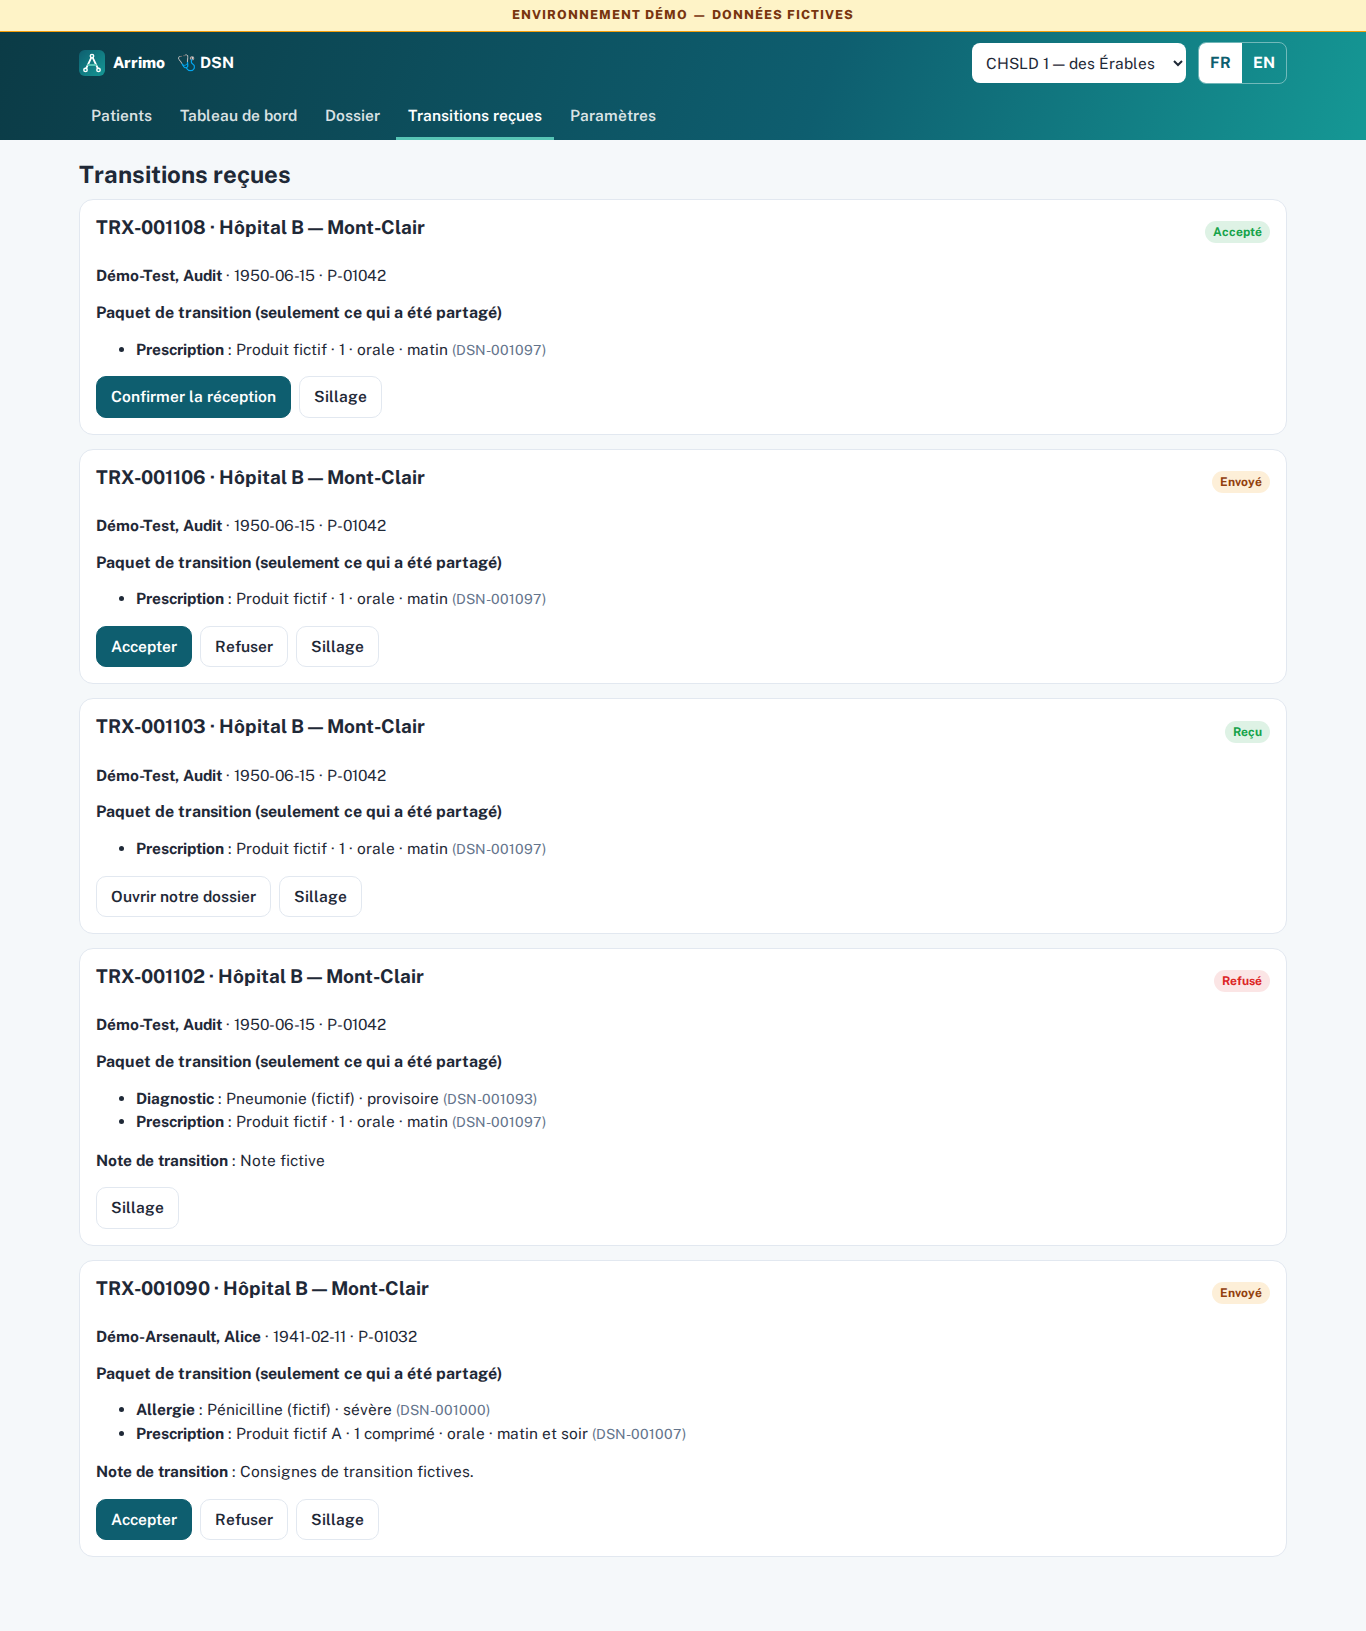 ENVIRONNEMENT DÉMO — DONNÉES FICTIVES
Arrimo DSN
CHSLD 1 — des Érables FR EN
Patients Tableau de bord Dossier Transitions reçues Paramètres
Transitions reçues
TRX-001108 · Hôpital B — Mont-Clair
Accepté
Démo-Test, Audit · 1950-06-15 · P-01042
Paquet de transition (seulement ce qui a été partagé)
• Prescription : Produit fictif · 1 · orale · matin (DSN-001097)
Confirmer la réception Sillage
TRX-001106 · Hôpital B — Mont-Clair
Envoyé
Démo-Test, Audit · 1950-06-15 · P-01042
Paquet de transition (seulement ce qui a été partagé)
• Prescription : Produit fictif · 1 · orale · matin (DSN-001097)
Accepter Refuser Sillage
TRX-001103 · Hôpital B — Mont-Clair
Reçu
Démo-Test, Audit · 1950-06-15 · P-01042
Paquet de transition (seulement ce qui a été partagé)
• Prescription : Produit fictif · 1 · orale · matin (DSN-001097)
Ouvrir notre dossier Sillage
TRX-001102 · Hôpital B — Mont-Clair
Refusé
Démo-Test, Audit · 1950-06-15 · P-01042
Paquet de transition (seulement ce qui a été partagé)
• Diagnostic : Pneumonie (fictif) · provisoire (DSN-001093)
• Prescription : Produit fictif · 1 · orale · matin (DSN-001097)
Note de transition : Note fictive
Sillage
TRX-001090 · Hôpital B — Mont-Clair
Envoyé
Démo-Arsenault, Alice · 1941-02-11 · P-01032
Paquet de transition (seulement ce qui a été partagé)
• Allergie : Pénicilline (fictif) · sévère (DSN-001000)
• Prescription : Produit fictif A · 1 comprimé · orale · matin et soir (DSN-001007)
Note de transition : Consignes de transition fictives.
Accepter Refuser Sillage